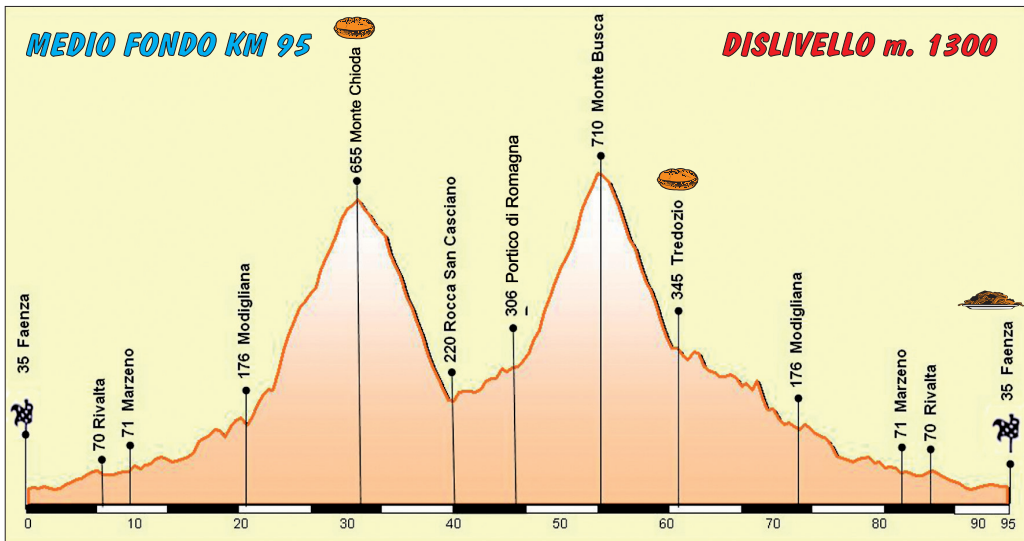 MEDIO FONDO KM 95
DISLIVELLO m. 1300
35 Faenza
70 Rivalta
71 Marzeno
176 Modigliana
655 Monte Chioda
220 Rocca San Casciano
306 Portico di Romagna
710 Monte Busca
345 Tredozio
176 Modigliana
71 Marzeno
70 Rivalta
35 Faenza
0 10 20 30 40 50 60 70 80 90 95